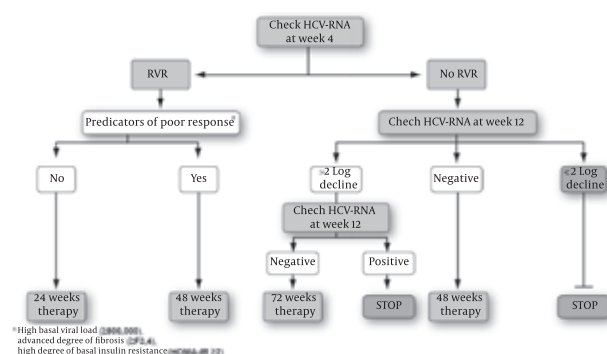 Check HCV-RNA
at week 4
RVR
No RVR
Predicators of poor response*
Chech HCV-RNA at week 12
No
Yes
>2 Log
decline
Negative
<2 Log
decline
Chech HCV-RNA
at week 12
Negative
Positive
24 weeks
therapy
48 weeks
therapy
72 weeks
therapy
STOP
48 weeks
therapy
STOP
*High basal viral load
advanced degree of fibrosis
high degree of basal insulin resistance